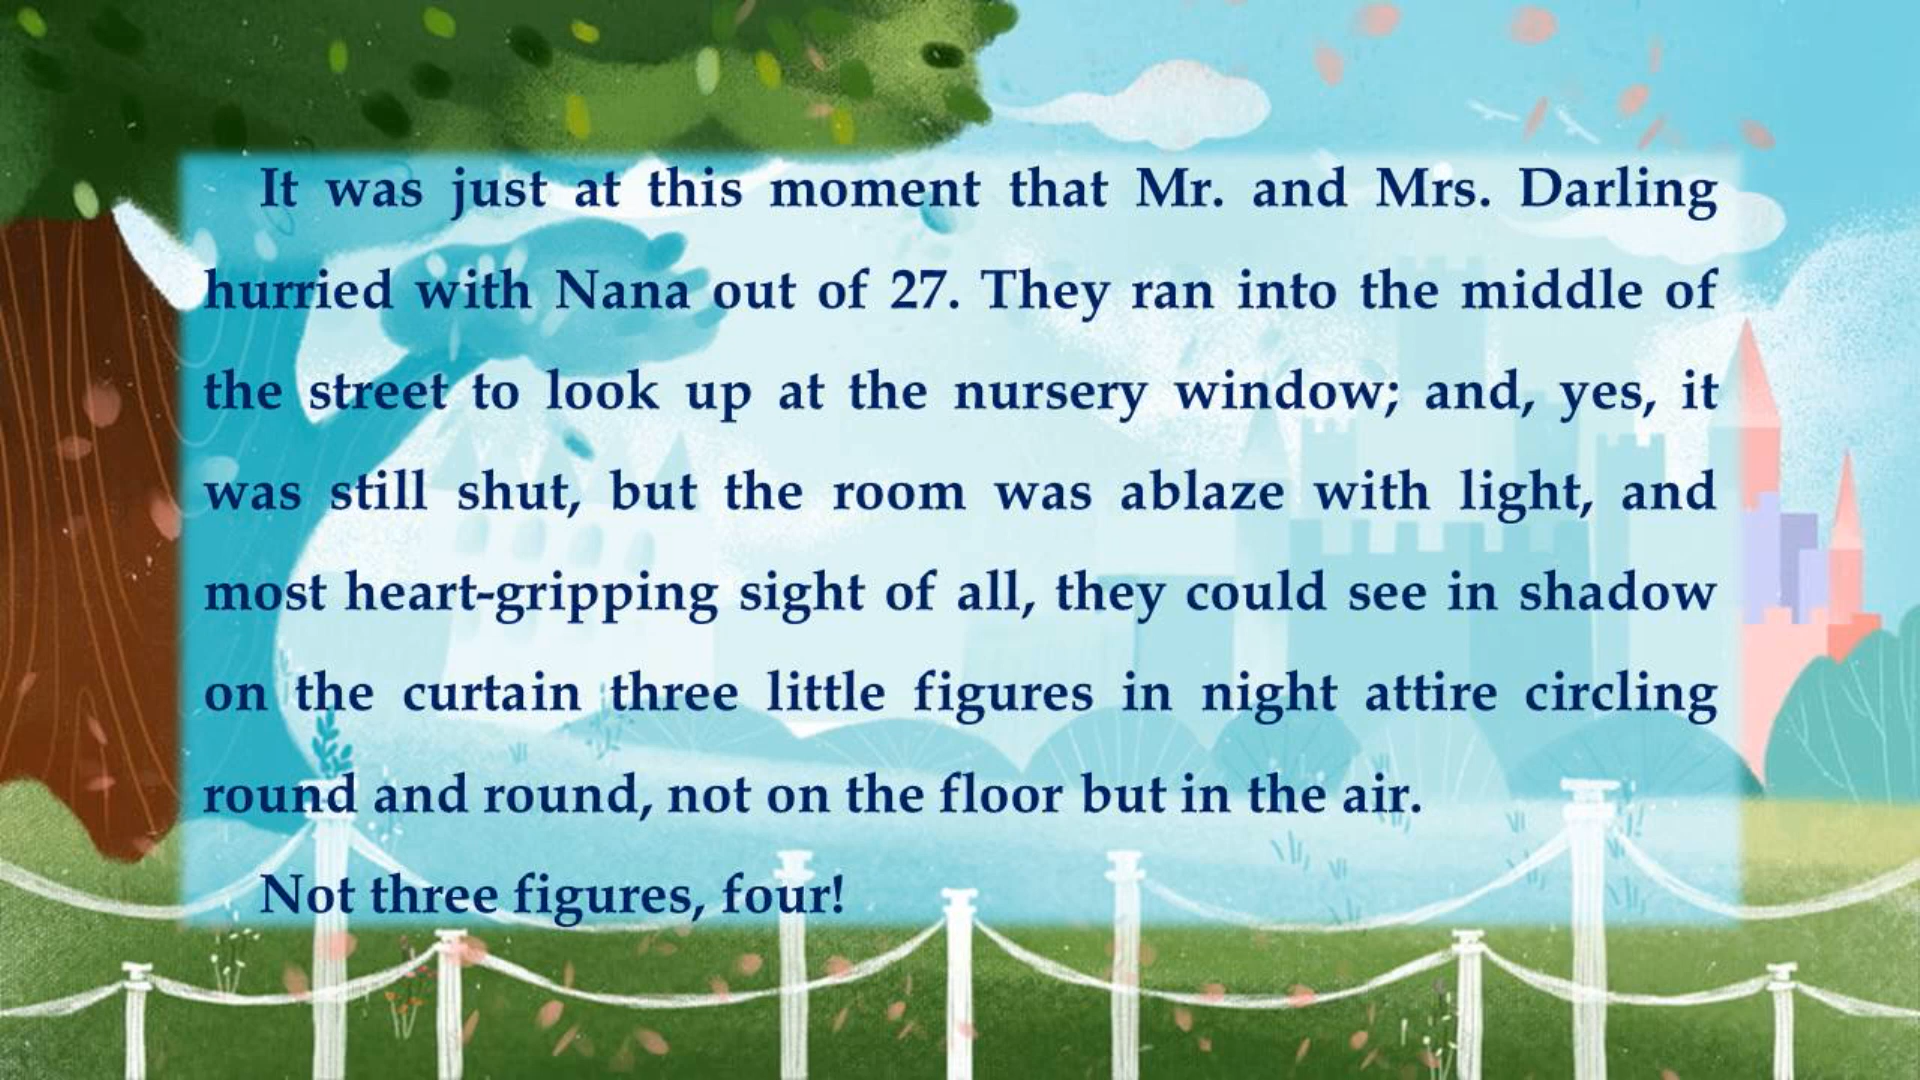 It was just at this moment that Mr. and Mrs. Darling
hurried with Nana out of 27. They ran into the middle of
the street to look up at the nursery window; and, yes, it
was still shut, but the room was ablaze with light, and
most heart-gripping sight of all, they could see in shadow
on the curtain three little figures in night attire circling
round and round, not on the floor but in the air.
Not three figures, four!